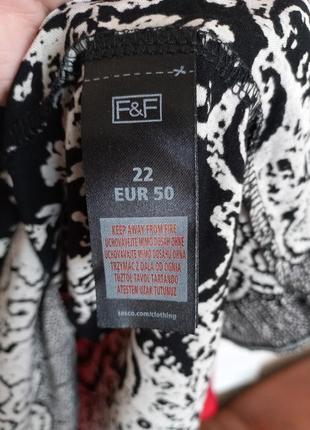 F&F
22
EUR 50
KEEP AWAY FROM FIRE
UCHOVÁVEJTE MIMO DOSAH OHNĚ
UCHOVÁVAJTE MIMO DOSAHU OHŇA
TRZYMAĆ Z DALA OD OGNIA
TŰZTŐL TÁVOL TARTANDÓ
ATEŞTEN UZAK TUTUNUZ
tesco.com/clothing